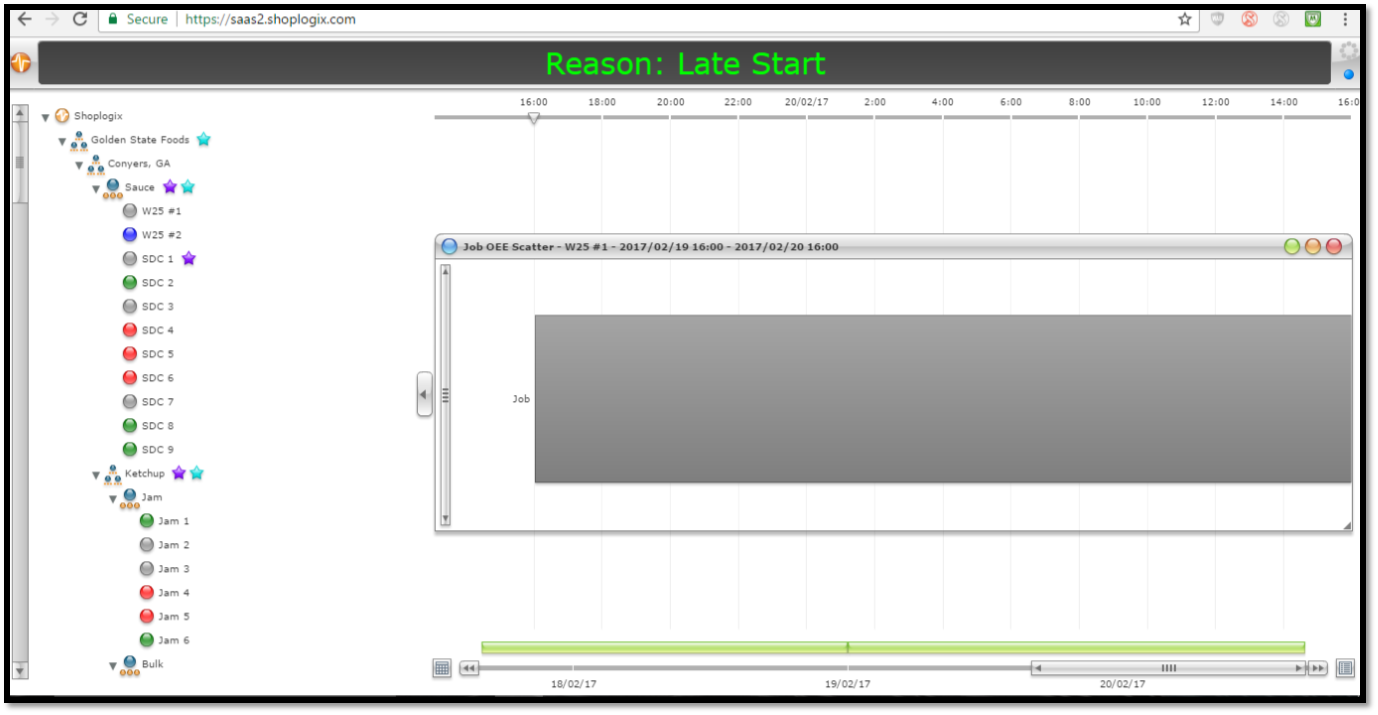 Secure https://saas2.shoplogix.com
Reason: Late Start
16:00 18:00 20:00 22:00 20/02/17 2:00 4:00 6:00 8:00 10:00 12:00 14:00 16:0
Shoplogix
Golden State Foods
Conyers, GA
Sauce
W25 #1
W25 #2
SDC 1
SDC 2
SDC 3
SDC 4
SDC 5
SDC 6
SDC 7
SDC 8
SDC 9
Ketchup
Jam
Jam 1
Jam 2
Jam 3
Jam 4
Jam 5
Jam 6
Bulk
Job OEE Scatter - W25 #1 - 2017/02/19 16:00 - 2017/02/20 16:00
Job
18/02/17 19/02/17 20/02/17